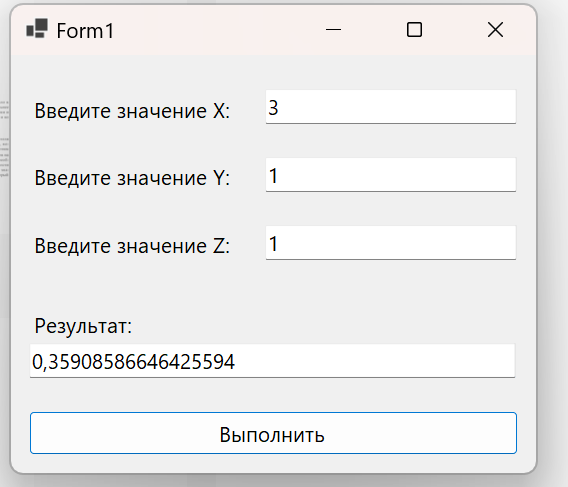 Form1
Введите значение X: 3
Введите значение Y: 1
Введите значение Z: 1
Результат:
0,35908586646425594
Выполнить